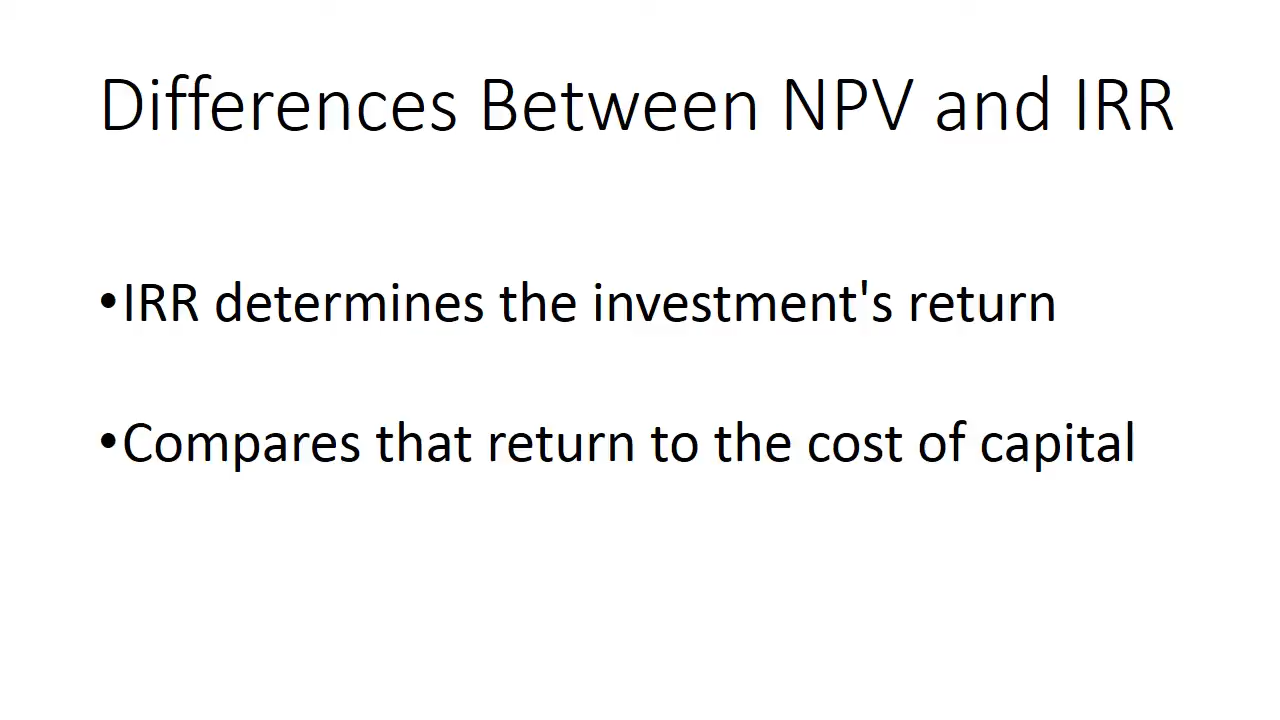 Differences Between NPV and IRR
•IRR determines the investment's return
•Compares that return to the cost of capital